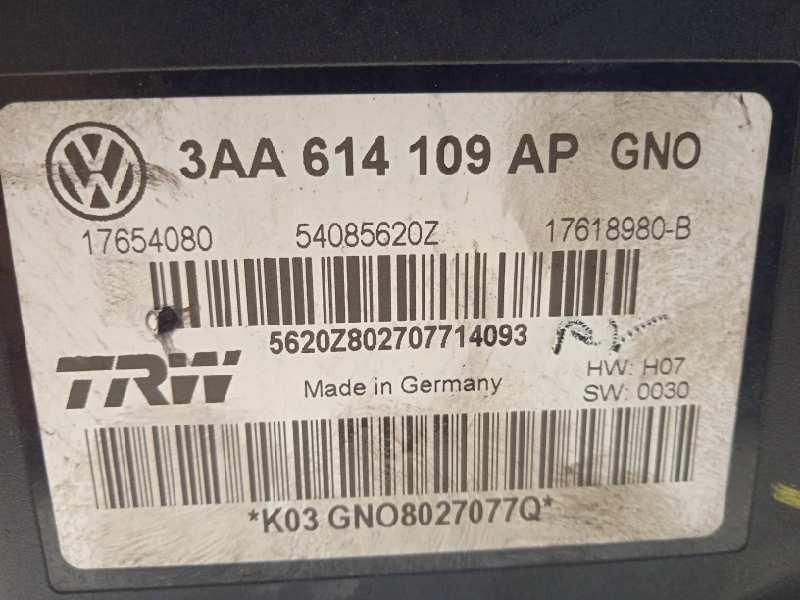 3AA 614 109 AP GNO
17654080 54085620Z 17618980-B
5620Z802707714093
TRW Made in Germany HW: H07
SW: 0030
*K03 GNO8027077Q*